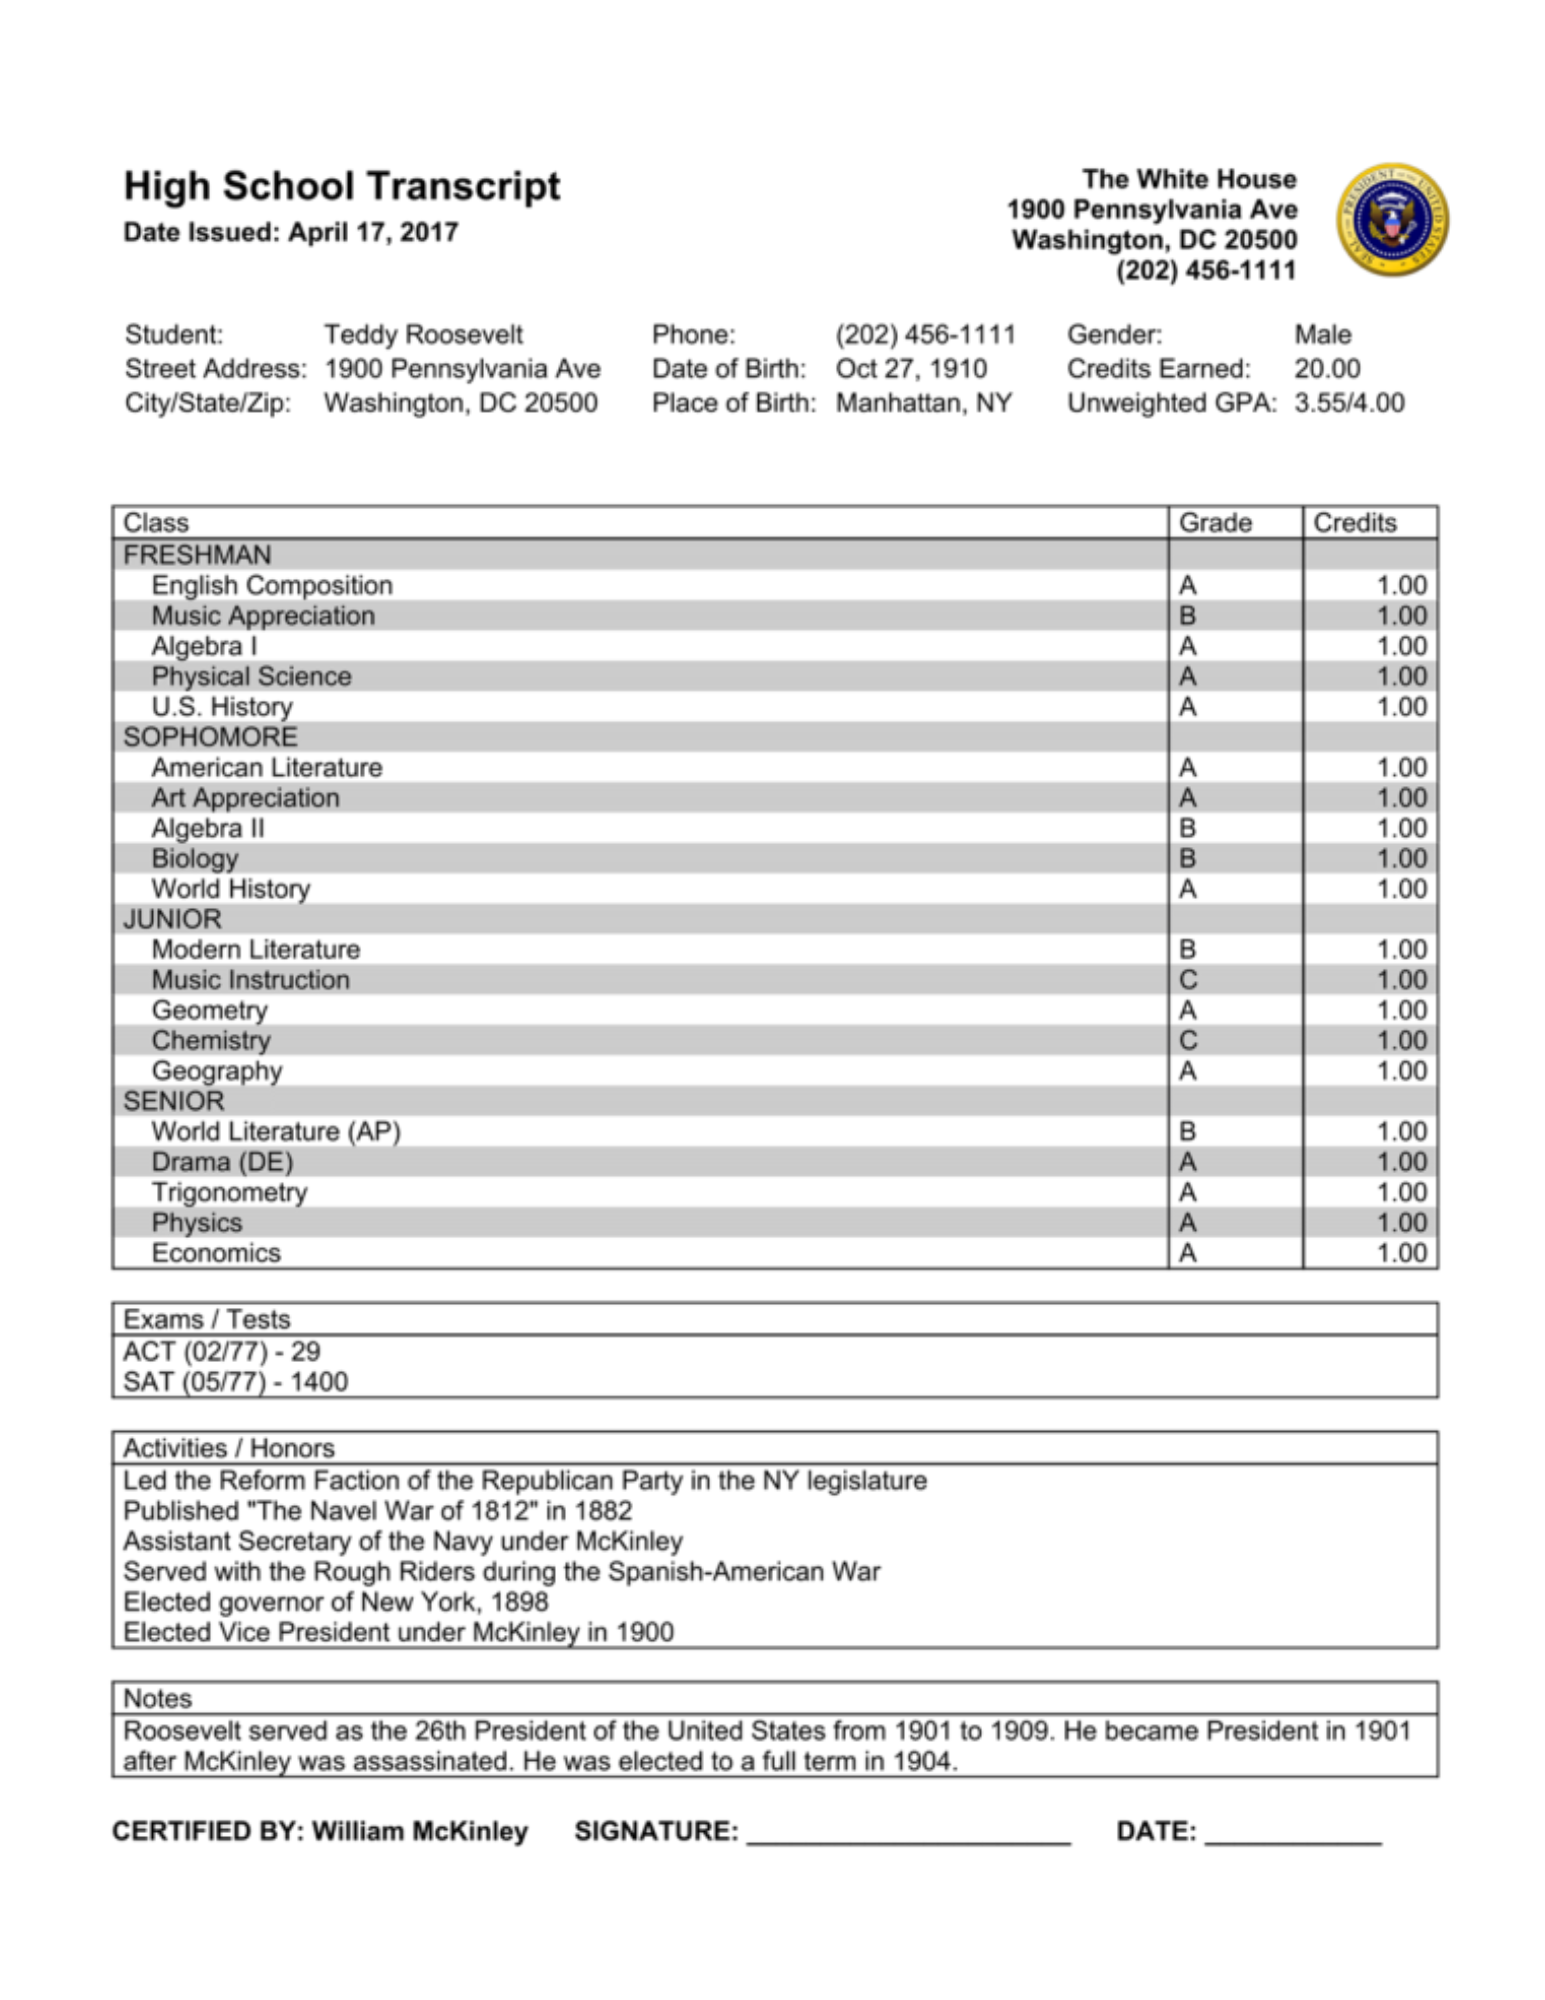 High School Transcript
Date Issued: April 17, 2017
The White House
1900 Pennsylvania Ave
Washington, DC 20500
(202) 456-1111
SEAL OF THE PRESIDENT OF THE UNITED STATES
Student: Teddy Roosevelt Phone: (202) 456-1111 Gender: Male
Street Address: 1900 Pennsylvania Ave Date of Birth: Oct 27, 1910 Credits Earned: 20.00
City/State/Zip: Washington, DC 20500 Place of Birth: Manhattan, NY Unweighted GPA: 3.55/4.00
Class Grade Credits
FRESHMAN
English Composition A 1.00
Music Appreciation B 1.00
Algebra I A 1.00
Physical Science A 1.00
U.S. History A 1.00
SOPHOMORE
American Literature A 1.00
Art Appreciation A 1.00
Algebra II B 1.00
Biology B 1.00
World History A 1.00
JUNIOR
Modern Literature B 1.00
Music Instruction C 1.00
Geometry A 1.00
Chemistry C 1.00
Geography A 1.00
SENIOR
World Literature (AP) B 1.00
Drama (DE) A 1.00
Trigonometry A 1.00
Physics A 1.00
Economics A 1.00
Exams / Tests
ACT (02/77) - 29
SAT (05/77) - 1400
Activities / Honors
Led the Reform Faction of the Republican Party in the NY legislature
Published "The Navel War of 1812" in 1882
Assistant Secretary of the Navy under McKinley
Served with the Rough Riders during the Spanish-American War
Elected governor of New York, 1898
Elected Vice President under McKinley in 1900
Notes
Roosevelt served as the 26th President of the United States from 1901 to 1909. He became President in 1901
after McKinley was assassinated. He was elected to a full term in 1904.
CERTIFIED BY: William McKinley SIGNATURE: ______________________ DATE: ____________